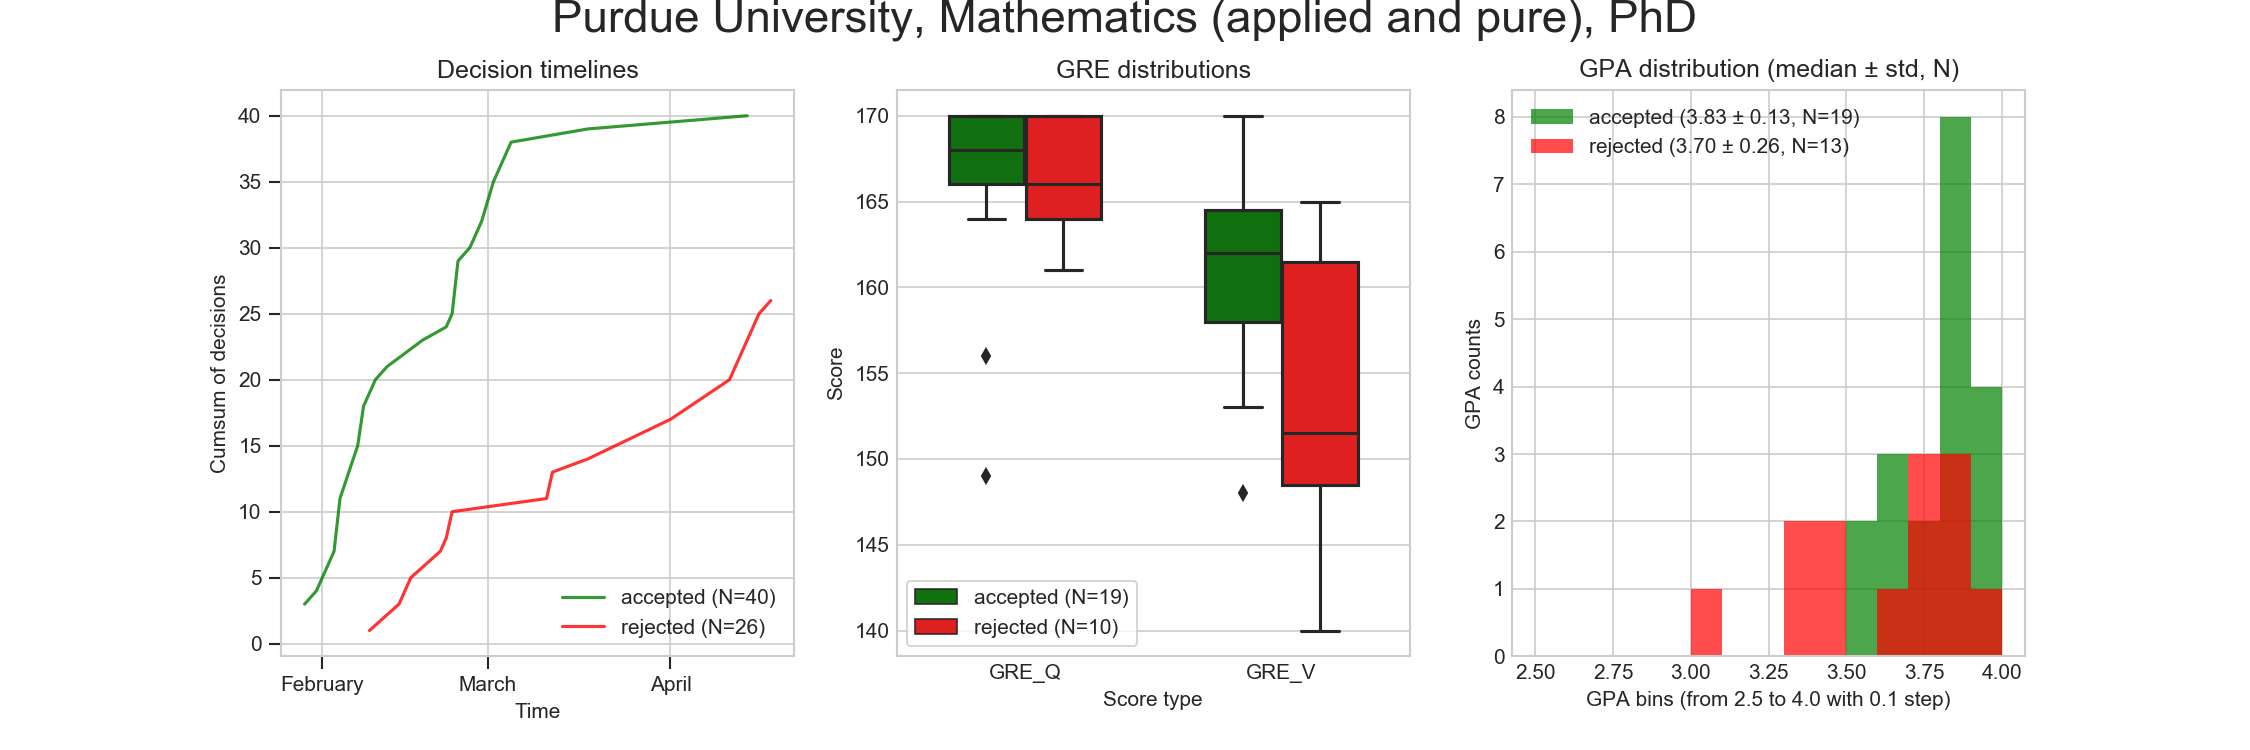 Purdue University, Mathematics (applied and pure), PhD
Decision timelines
40
35
30
25
20
15
10
5
0
Cumsum of decisions
accepted (N=40)
rejected (N=26)
February March April
Time
GRE distributions
170
165
160
155
150
145
140
Score
accepted (N=19)
rejected (N=10)
GRE_Q GRE_V
Score type
GPA distribution (median ± std, N)
accepted (3.83 ± 0.13, N=19)
rejected (3.70 ± 0.26, N=13)
8
7
6
5
4
3
2
1
0
GPA counts
2.50 2.75 3.00 3.25 3.50 3.75 4.00
GPA bins (from 2.5 to 4.0 with 0.1 step)